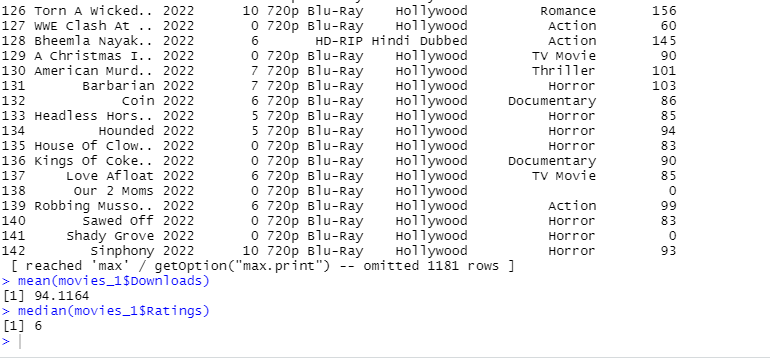 126 Torn A Wicked.. 2022 10 720p Blu-Ray Hollywood Romance 156
127 WWE Clash At .. 2022 0 720p Blu-Ray Hollywood Action 60
128 Bheemla Nayak.. 2022 6 HD-RIP Hindi Dubbed Action 145
129 A Christmas I.. 2022 0 720p Blu-Ray Hollywood TV Movie 90
130 American Murd.. 2022 7 720p Blu-Ray Hollywood Thriller 101
131 Barbarian 2022 7 720p Blu-Ray Hollywood Horror 103
132 Coin 2022 6 720p Blu-Ray Hollywood Documentary 86
133 Headless Hors.. 2022 5 720p Blu-Ray Hollywood Horror 85
134 Hounded 2022 5 720p Blu-Ray Hollywood Horror 94
135 House Of Clow.. 2022 0 720p Blu-Ray Hollywood Horror 83
136 Kings of Coke.. 2022 0 720p Blu-Ray Hollywood Documentary 90
137 Love Afloat 2022 6 720p Blu-Ray Hollywood TV Movie 85
138 Our 2 Moms 2022 0 720p Blu-Ray Hollywood 0
139 Robbing Musso.. 2022 6 720p Blu-Ray Hollywood Action 99
140 Sawed Off 2022 0 720p Blu-Ray Hollywood Horror 83
141 Shady Grove 2022 0 720p Blu-Ray Hollywood Horror 0
142 Sinphony 2022 10 720p Blu-Ray Hollywood Horror 93
[ reached 'max' / getOption("max.print") -- omitted 1181 rows ]
> mean(movies_1$Downloads)
[1] 94.1164
> median(movies_1$Ratings)
[1] 6
>